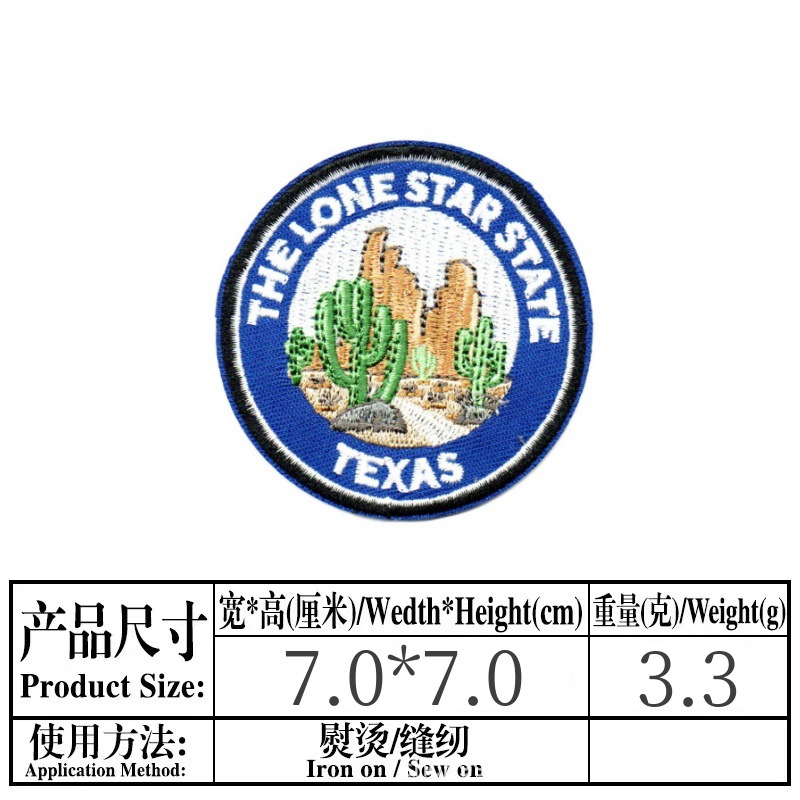 THE LONE STAR STATE
TEXAS
产品尺寸
Product Size:
宽*高(厘米)/Wedth*Height(cm)
重量(克)/Weight(g)
7.0*7.0
3.3
使用方法:
Application Method:
熨烫/缝纫
Iron on / Sew on